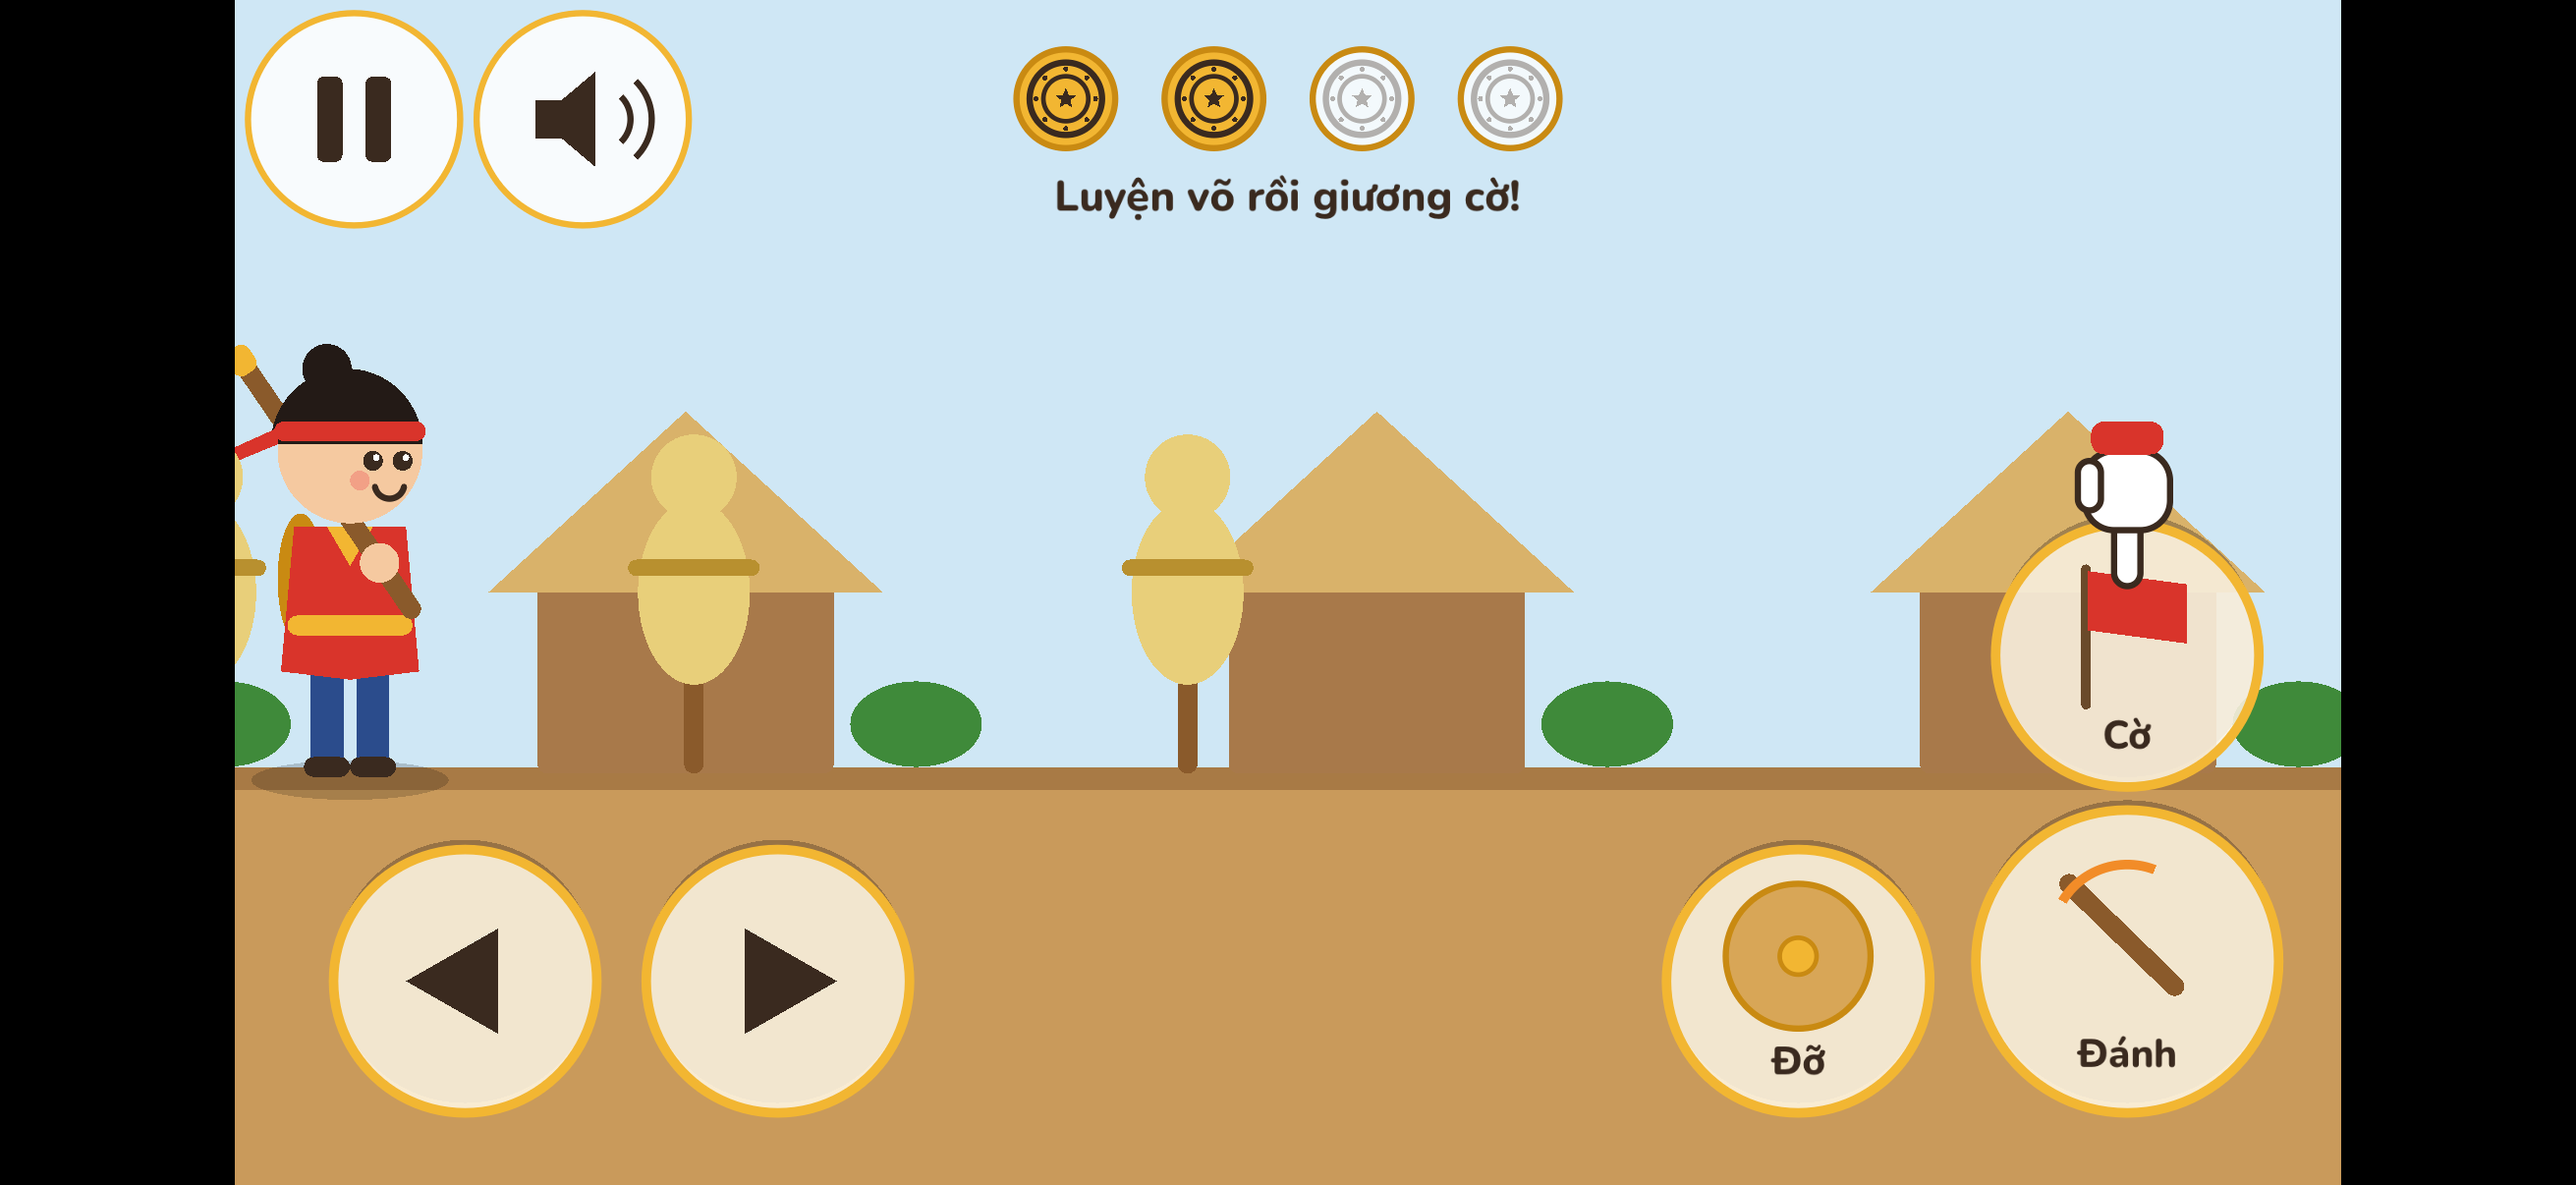 Luyện võ rồi giương cờ!
Cờ
Đỡ
Đánh